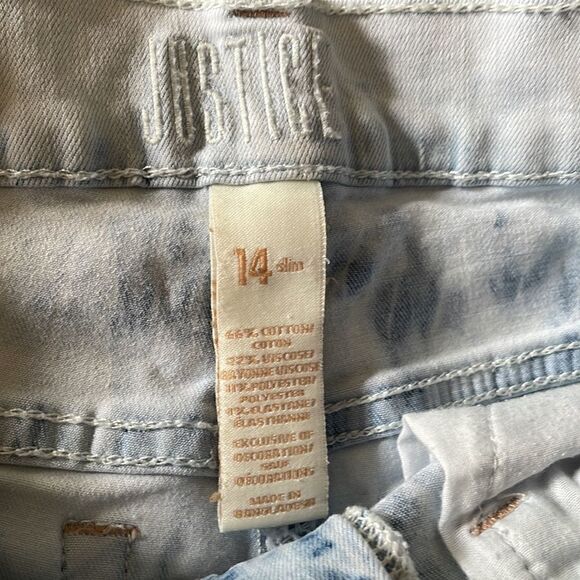 JUSTICE
14 slim
66% COTTON/
COTON
22% VISCOSE/
RAYONNE VISCOSE
11% POLYESTER/
POLYESTER
1% ELASTANE/
ÉLASTHANNE
EXCLUSIVE OF
DECORATION/
SAUF
DÉCORATIONS
MADE IN
BANGLADESH